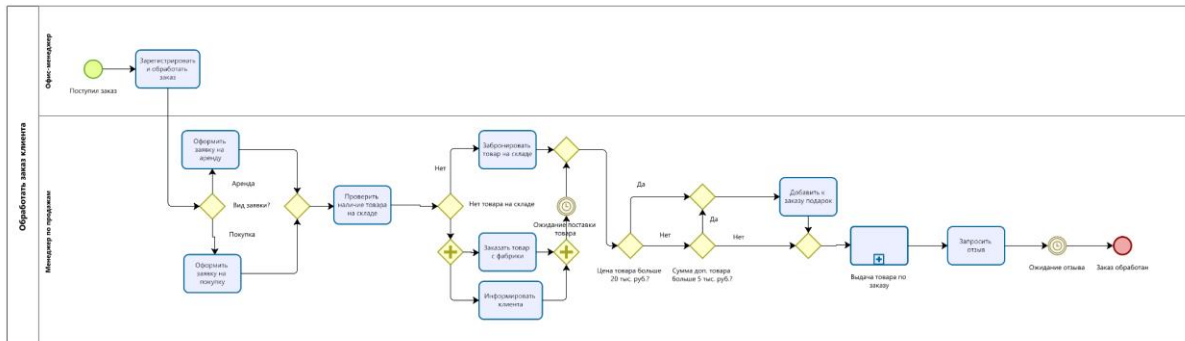 Обработать заказ клиента
Офис-менеджер
Поступил заказ
Зарегистрировать
и обработать
заказ
Менеджер по продажам
Оформить
заявку на
аренду
Аренда
Вид заявки?
Покупка
Оформить
заявку на
покупку
Проверить
наличие товара
на складе
Нет
Нет товара на складе
Забронировать
товар на складе
Ожидание поставки
товара
Заказать товар
с фабрики
Информировать
клиента
Да
Нет
Цена товара больше
20 тыс. руб.?
Да
Нет
Сумма доп. товара
больше 5 тыс. руб.?
Добавить к
заказу подарок
Выдача товара по
заказу
Запросить
отзыв
Ожидание отзыва
Заказ обработан